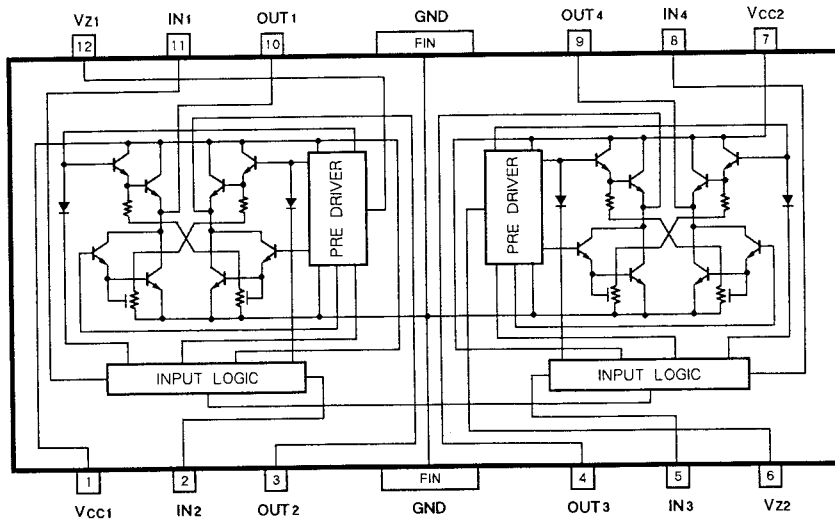 VZ1 IN1 OUT1 GND OUT4 IN4 VCC2
12 11 10 FIN 9 8 7
PRE DRIVER
PRE DRIVER
INPUT LOGIC
INPUT LOGIC
1 2 3 FIN 4 5 6
VCC1 IN2 OUT2 GND OUT3 IN3 VZ2